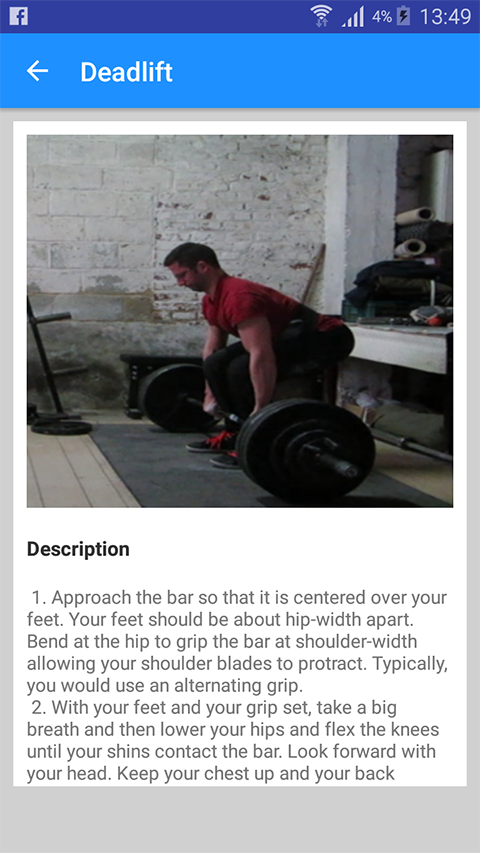 4% 13:49
Deadlift
Description
1. Approach the bar so that it is centered over your
feet. Your feet should be about hip-width apart.
Bend at the hip to grip the bar at shoulder-width
allowing your shoulder blades to protract. Typically,
you would use an alternating grip.
2. With your feet and your grip set, take a big
breath and then lower your hips and flex the knees
until your shins contact the bar. Look forward with
your head. Keep your chest up and your back